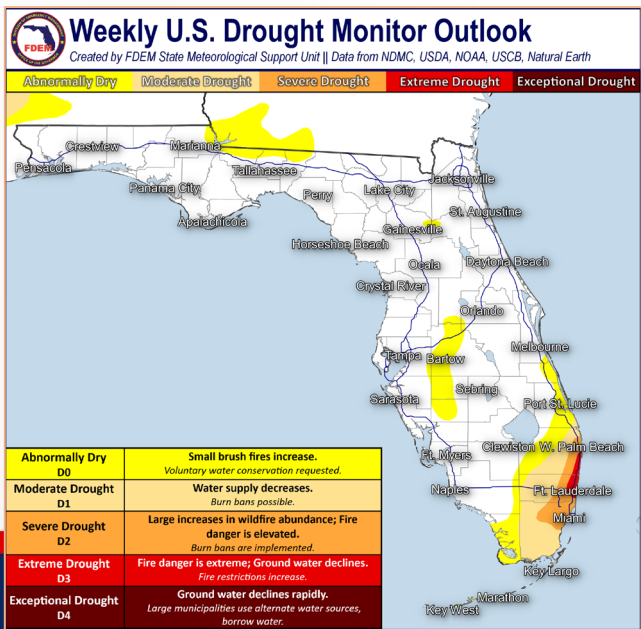 Weekly U.S. Drought Monitor Outlook
Created by FDEM State Meteorological Support Unit || Data from NDMC, USDA, NOAA, USCB, Natural Earth
FDEM
Abnormally Dry Moderate Drought Severe Drought Extreme Drought Exceptional Drought
Crestview Marianna
Pensacola Tallahassee Jacksonville
Panama City Perry Lake City
Apalachicola St. Augustine
Gainesville
Horseshoe Beach
Ocala Daytona Beach
Crystal River
Orlando
Tampa Bartow Melbourne
Sebring
Sarasota Port St. Lucie
Ft. Myers Clewiston W. Palm Beach
Naples Ft. Lauderdale
Miami
Key Largo
Marathon
Key West
Abnormally Dry
D0
Small brush fires increase.
Voluntary water conservation requested.
Moderate Drought
D1
Water supply decreases.
Burn bans possible.
Severe Drought
D2
Large increases in wildfire abundance; Fire
danger is elevated.
Burn bans are implemented.
Extreme Drought
D3
Fire danger is extreme; Ground water declines.
Fire restrictions increase.
Exceptional Drought
D4
Ground water declines rapidly.
Large municipalities use alternate water sources,
borrow water.